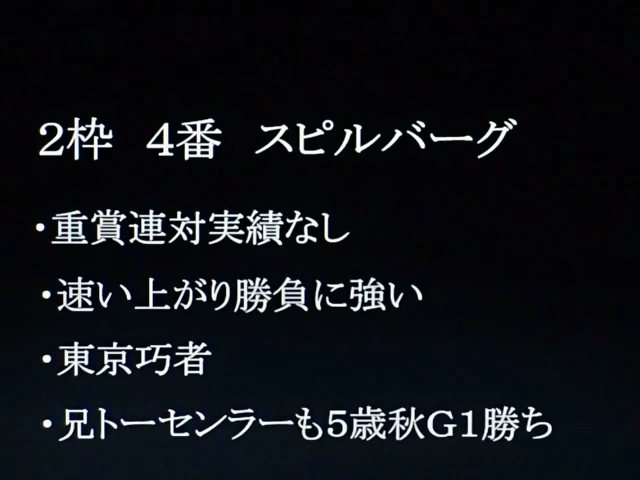 2枠 4番 スピルバーグ
・重賞連対実績なし
・速い上がり勝負に強い
・東京巧者
・兄トーセンラーも5歳秋G1勝ち